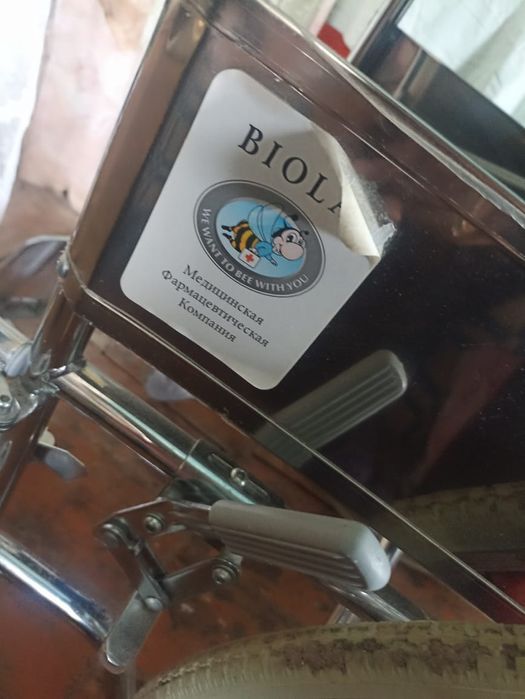 BIOLA
WE WANT TO BEE WITH YOU
Медицинская
Фармацевтическая
Компания